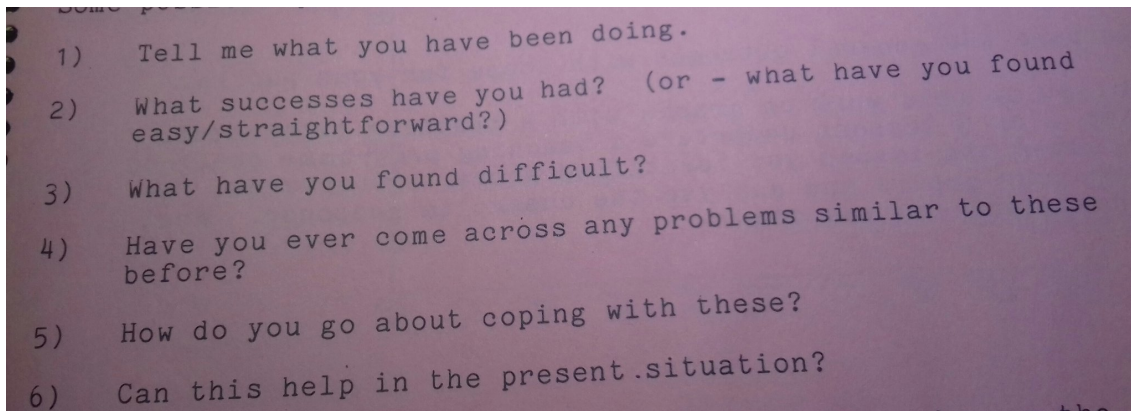 1) Tell me what you have been doing.
2) What successes have you had? (or - what have you found
easy/straightforward?)
3) What have you found difficult?
4) Have you ever come across any problems similar to these
before?
5) How do you go about coping with these?
6) Can this help in the present situation?